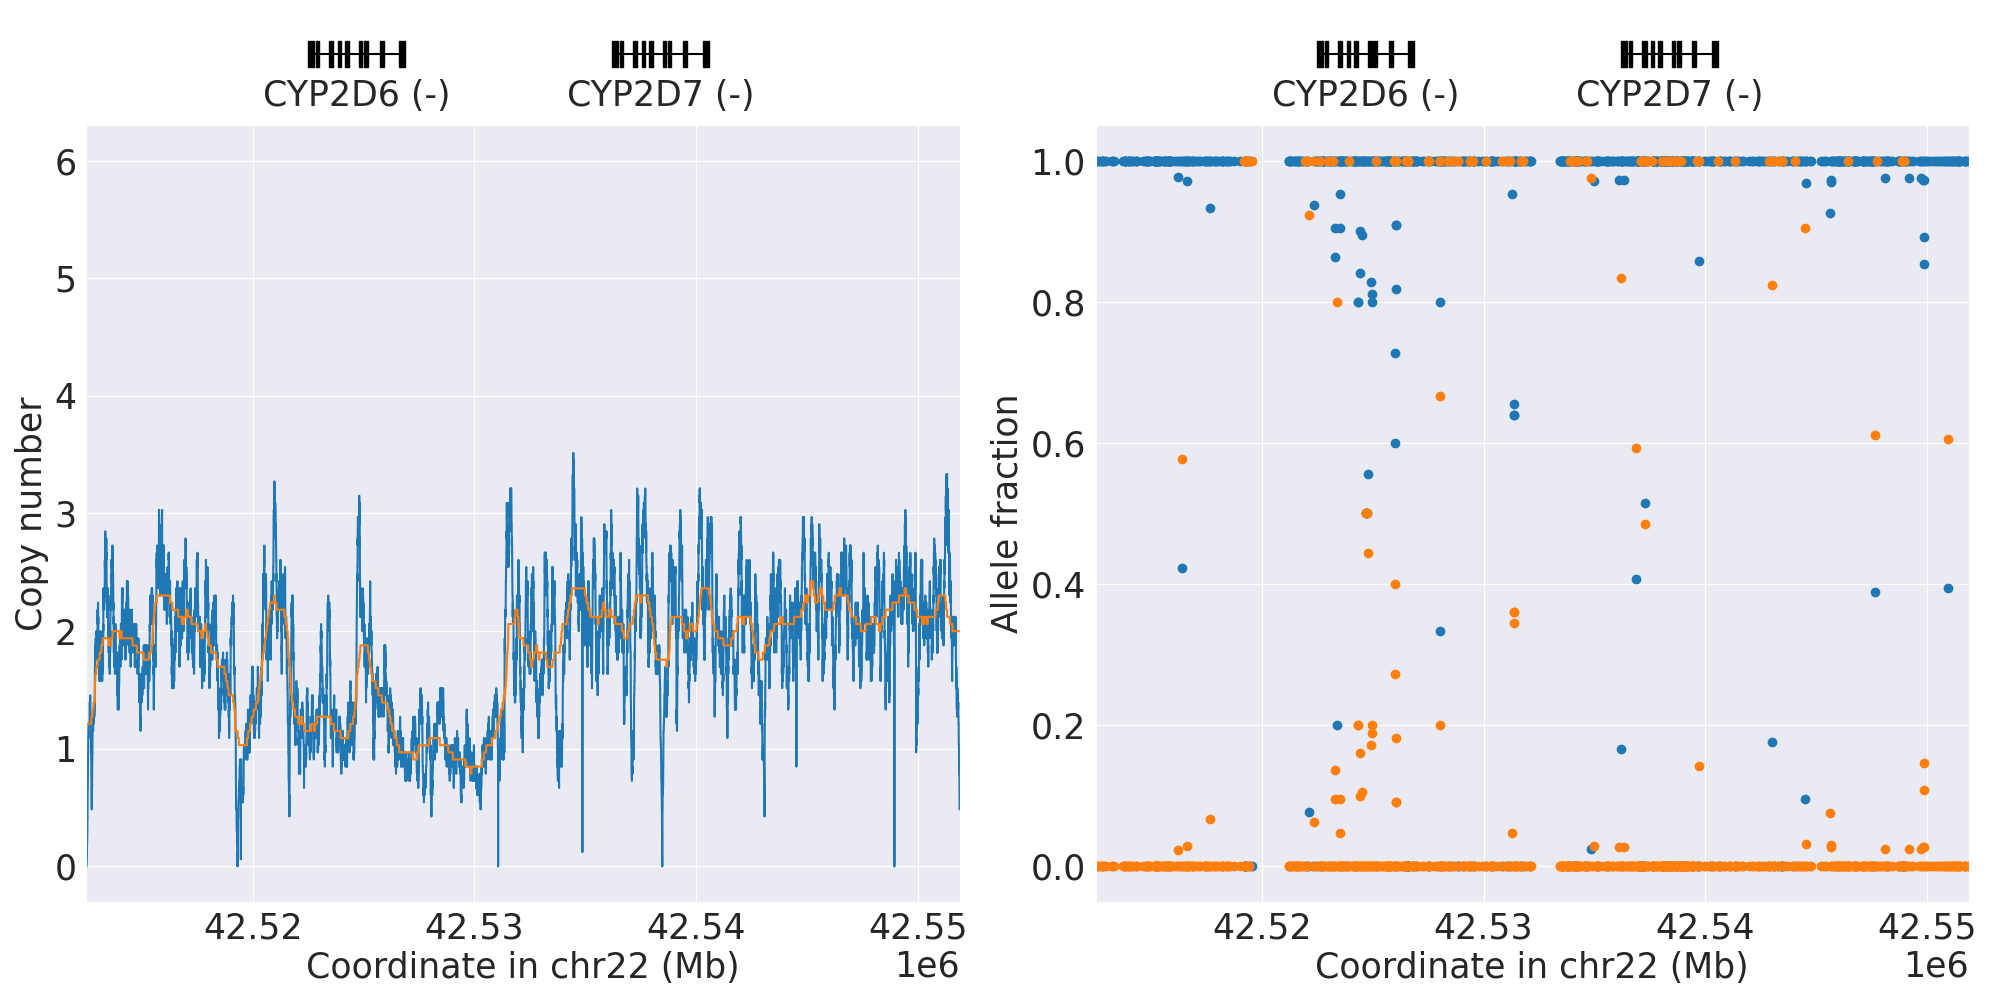 CYP2D6 (-)
CYP2D7 (-)
Copy number
6
5
4
3
2
1
0
42.52
42.53
42.54
42.55
Coordinate in chr22 (Mb)
1e6
CYP2D6 (-)
CYP2D7 (-)
Allele fraction
1.0
0.8
0.6
0.4
0.2
0.0
42.52
42.53
42.54
42.55
Coordinate in chr22 (Mb)
1e6